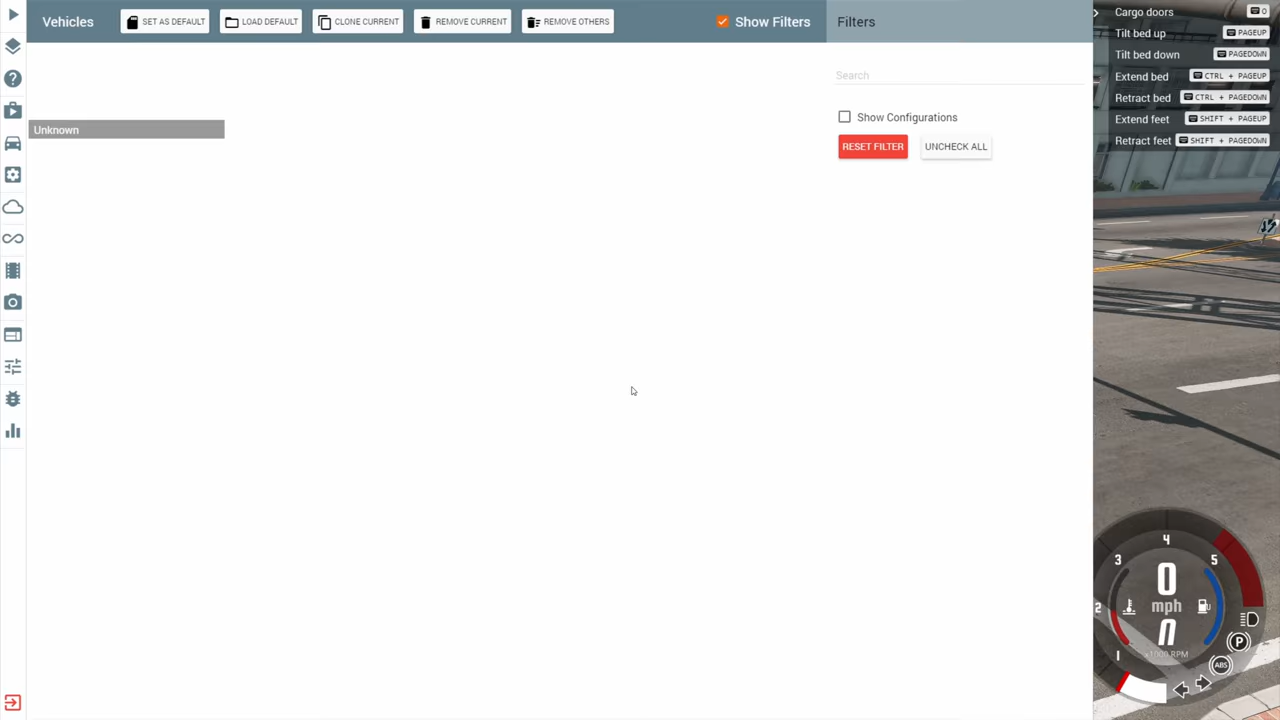 Vehicles
SET AS DEFAULT
LOAD DEFAULT
CLONE CURRENT
REMOVE CURRENT
REMOVE OTHERS
Show Filters
Filters
Search
Show Configurations
RESET FILTER
UNCHECK ALL
Unknown
Cargo doors 0
Tilt bed up PAGEUP
Tilt bed down PAGEDOWN
Extend bed CTRL + PAGEUP
Retract bed CTRL + PAGEDOWN
Extend feet SHIFT + PAGEUP
Retract feet SHIFT + PAGEDOWN
1
2
3
4
5
0
mph
n
x1000 RPM
P
ABS